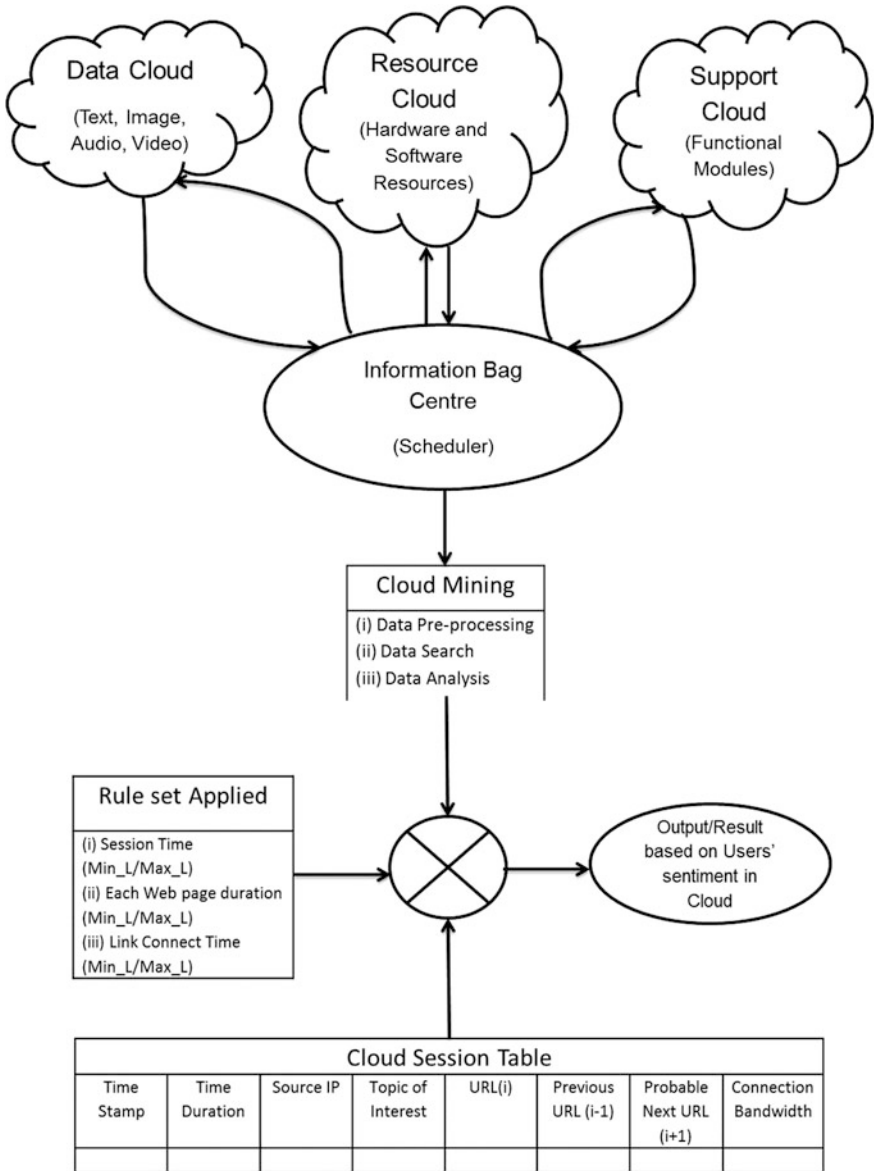 Data Cloud
(Text, Image,
Audio, Video)
Resource
Cloud
(Hardware and
Software
Resources)
Support
Cloud
(Functional
Modules)
Information Bag
Centre
(Scheduler)
Cloud Mining
(i) Data Pre-processing
(ii) Data Search
(iii) Data Analysis
Rule set Applied
(i) Session Time
(Min_L/Max_L)
(ii) Each Web page duration
(Min_L/Max_L)
(iii) Link Connect Time
(Min_L/Max_L)
Output/Result
based on Users’
sentiment in
Cloud
Cloud Session Table
Time
Stamp
Time
Duration
Source IP
Topic of
Interest
URL(i)
Previous
URL (i-1)
Probable
Next URL
(i+1)
Connection
Bandwidth